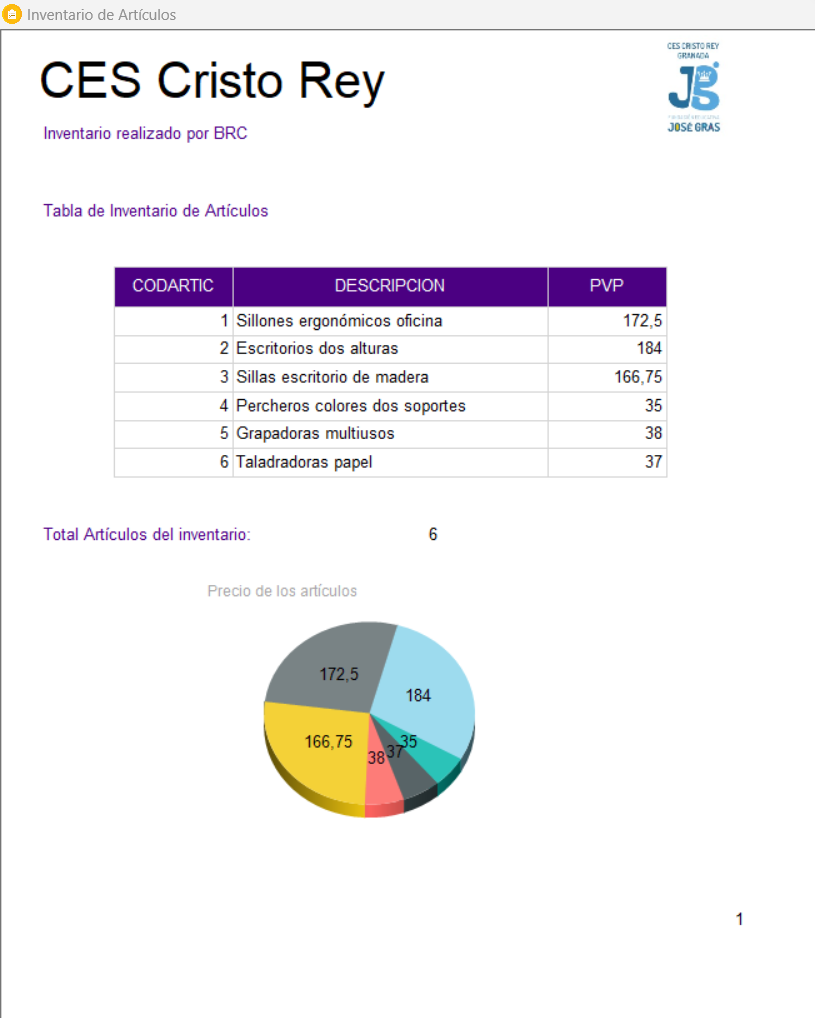 Inventario de Artículos
CES Cristo Rey
CES CRISTO REY
GRANADA
JOSÉ GRAS
Inventario realizado por BRC
Tabla de Inventario de Artículos
CODARTIC DESCRIPCION PVP
1 Sillones ergonómicos oficina 172,5
2 Escritorios dos alturas 184
3 Sillas escritorio de madera 166,75
4 Percheros colores dos soportes 35
5 Grapadoras multiusos 38
6 Taladradoras papel 37
Total Artículos del inventario: 6
Precio de los artículos
172,5
184
166,75
35
37
38
1